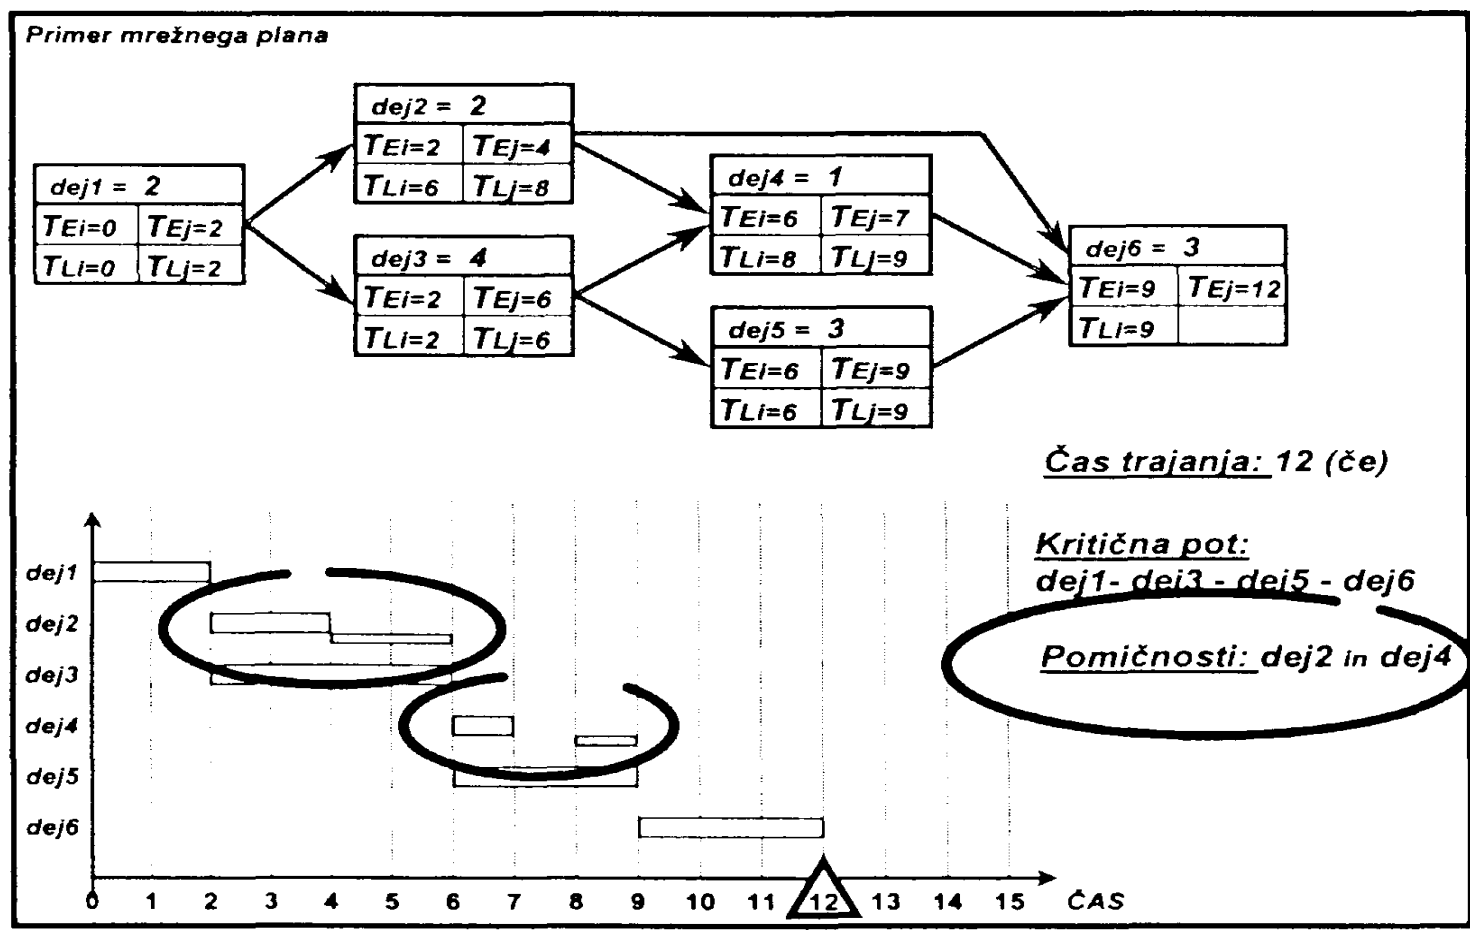 Primer mrežnega plana
dej1 = 2
TEi=0 TEj=2
TLi=0 TLj=2
dej2 = 2
TEi=2 TEj=4
TLi=6 TLj=8
dej3 = 4
TEi=2 TEj=6
TLi=2 TLj=6
dej4 = 1
TEi=6 TEj=7
TLi=8 TLj=9
dej5 = 3
TEi=6 TEj=9
TLi=6 TLj=9
dej6 = 3
TEi=9 TEj=12
TLi=9
Čas trajanja: 12 (če)
Kritična pot:
dej1- dej3 - dej5 - dej6
Pomičnosti: dej2 in dej4
dej1
dej2
dej3
dej4
dej5
dej6
0 1 2 3 4 5 6 7 8 9 10 11 12 13 14 15 ČAS